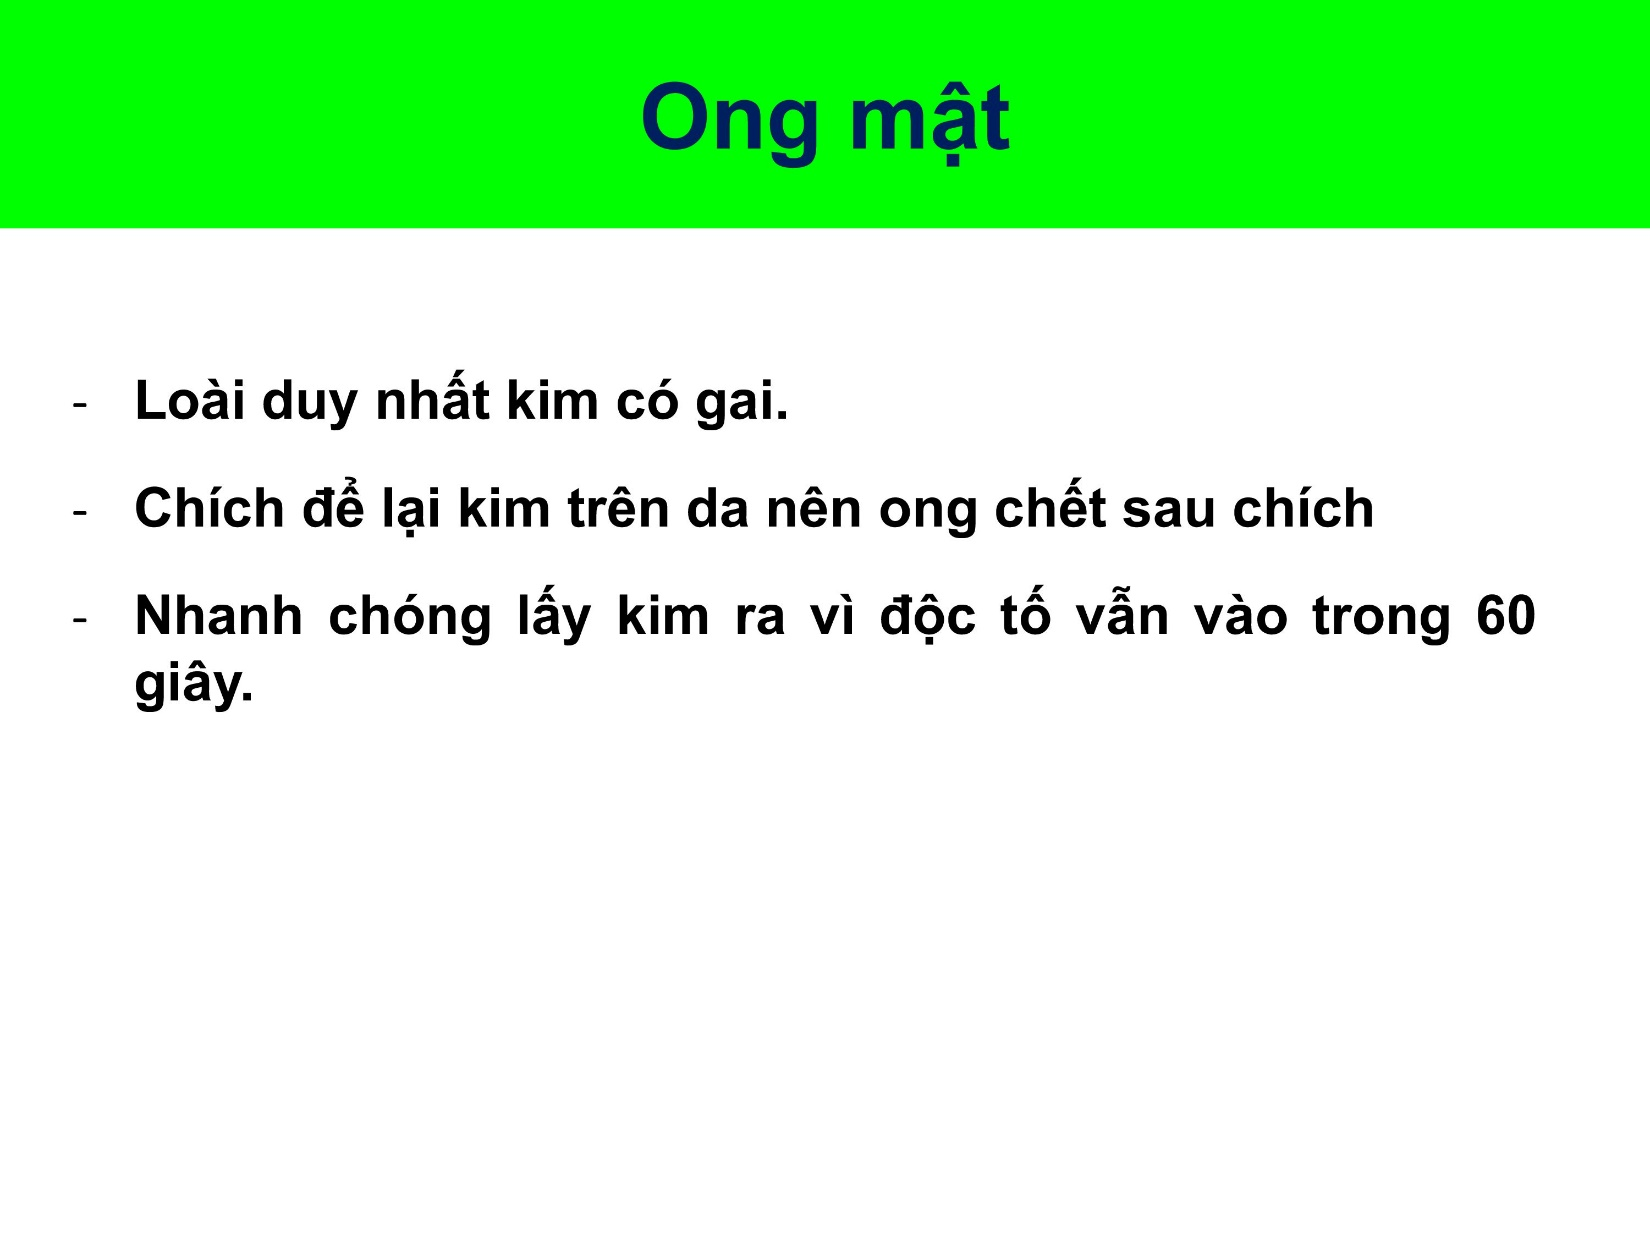 Ong mật
- Loài duy nhất kim có gai.
- Chích để lại kim trên da nên ong chết sau chích
- Nhanh chóng lấy kim ra vì độc tố vẫn vào trong 60
giây.